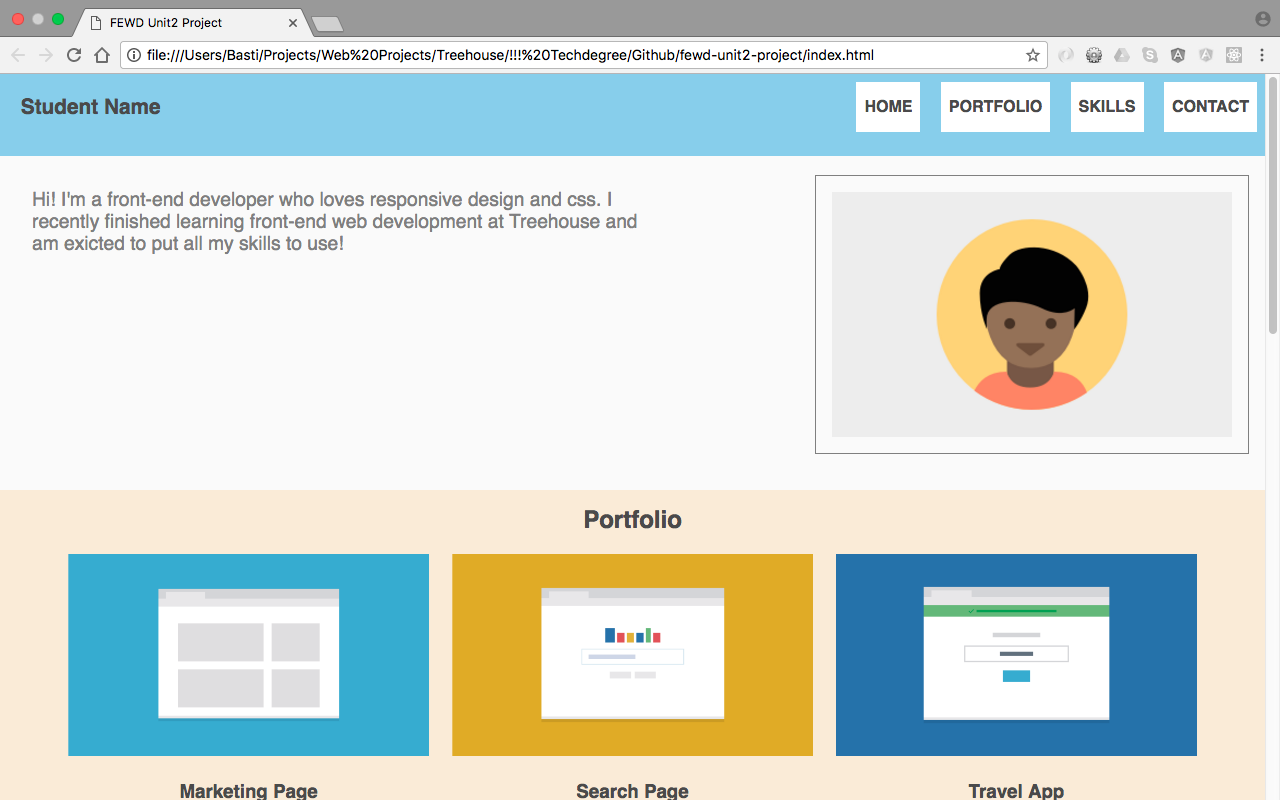 FEWD Unit2 Project
file:///Users/Basti/Projects/Web%20Projects/Treehouse/!!!%20Techdegree/Github/fewd-unit2-project/index.html
Student Name
HOME
PORTFOLIO
SKILLS
CONTACT
Hi! I'm a front-end developer who loves responsive design and css. I
recently finished learning front-end web development at Treehouse and
am exicted to put all my skills to use!
Portfolio
Marketing Page
Search Page
Travel App